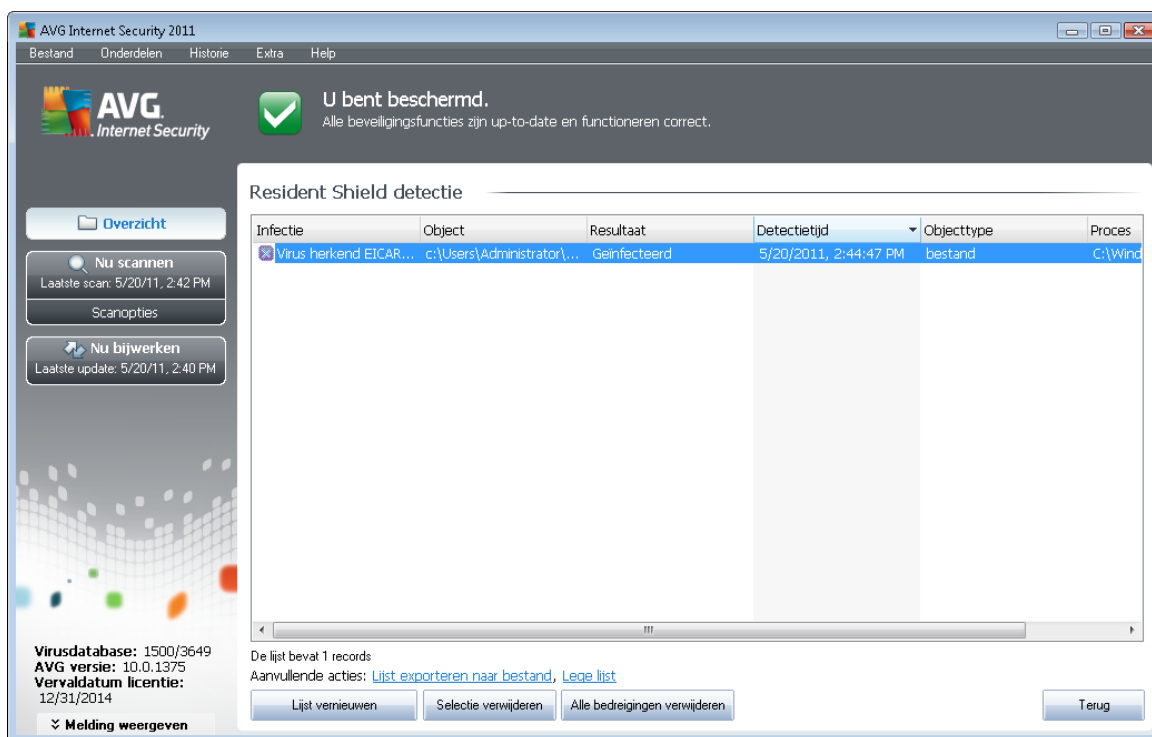 AVG Internet Security 2011
Bestand Onderdelen Historie Extra Help
AVG.
Internet Security
U bent beschermd.
Alle beveiligingsfuncties zijn up-to-date en functioneren correct.
Overzicht
Nu scannen
Laatste scan: 5/20/11, 2:42 PM
Scanopties
Nu bijwerken
Laatste update: 5/20/11, 2:40 PM
Resident Shield detectie
Infectie Object Resultaat Detectietijd Objecttype Proces
Virus herkend EICAR... c:\Users\Administrator\... Geïnfecteerd 5/20/2011, 2:44:47 PM bestand C:\Wind
De lijst bevat 1 records
Aanvullende acties: Lijst exporteren naar bestand, Lege lijst
Lijst vernieuwen Selectie verwijderen Alle bedreigingen verwijderen Terug
Virusdatabase: 1500/3649
AVG versie: 10.0.1375
Vervaldatum licentie:
12/31/2014
Melding weergeven